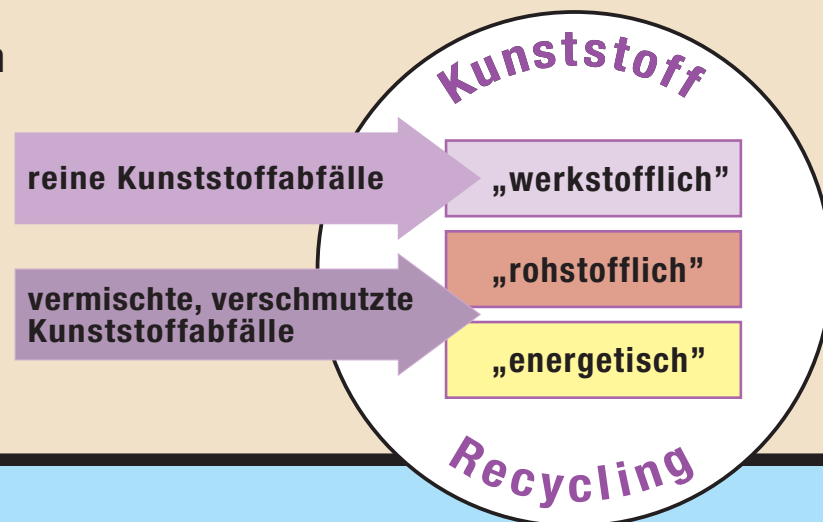 n
Kunststoff
reine Kunststoffabfälle
„werkstofflich”
„rohstofflich”
vermischte, verschmutzte
Kunststoffabfälle
„energetisch”
Recycling